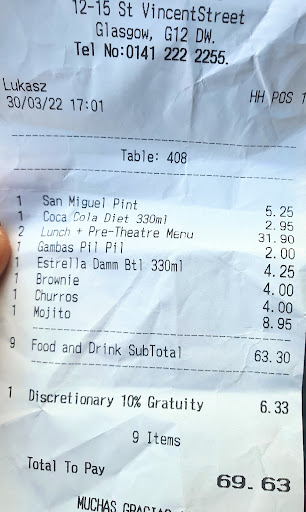 12-15 St VincentStreet
Glasgow, G12 DW.
Tel No:0141 222 2255.
Lukasz
30/03/22 17:01
HH POS 1
Table: 408
1 San Miguel Pint 5.25
1 Coca Cola Diet 330ml 2.95
2 Lunch + Pre-Theatre Menu 31.90
1 Gambas Pil Pil 2.00
1 Estrella Damm Btl 330ml 4.25
1 Brownie 4.00
1 Churros 4.00
1 Mojito 8.95
9 Food and Drink SubTotal 63.30
1 Discretionary 10% Gratuity 6.33
9 Items
Total To Pay 69.63
MUCHAS GRACIAS